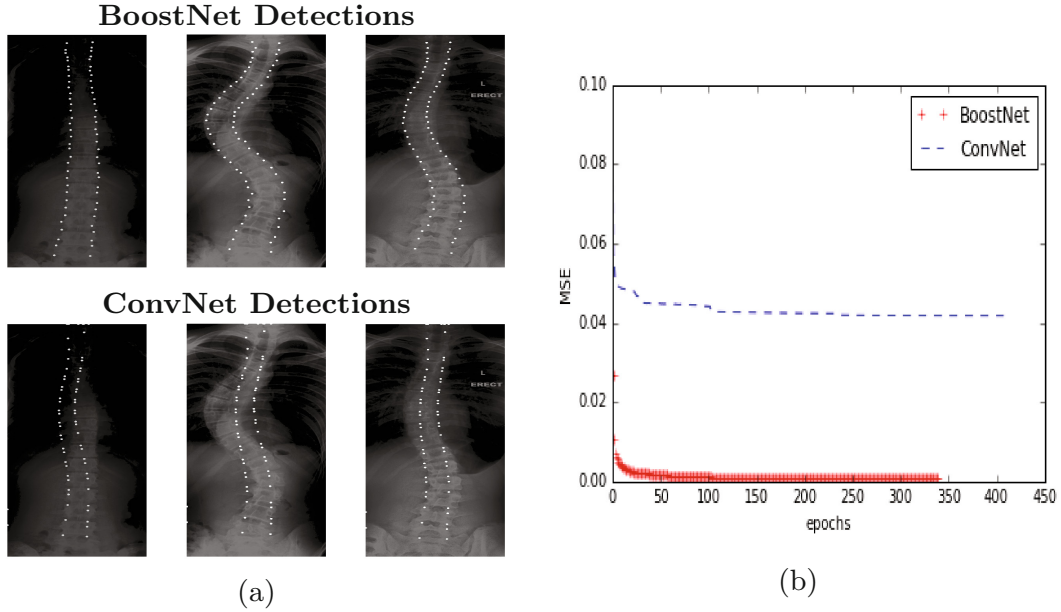 BoostNet Detections
L
ERECT
ConvNet Detections
L
ERECT
(a)
0.10
0.08
0.06
0.04
0.02
0.00
MSE
BoostNet
ConvNet
0 50 100 150 200 250 300 350 400 450
epochs
(b)